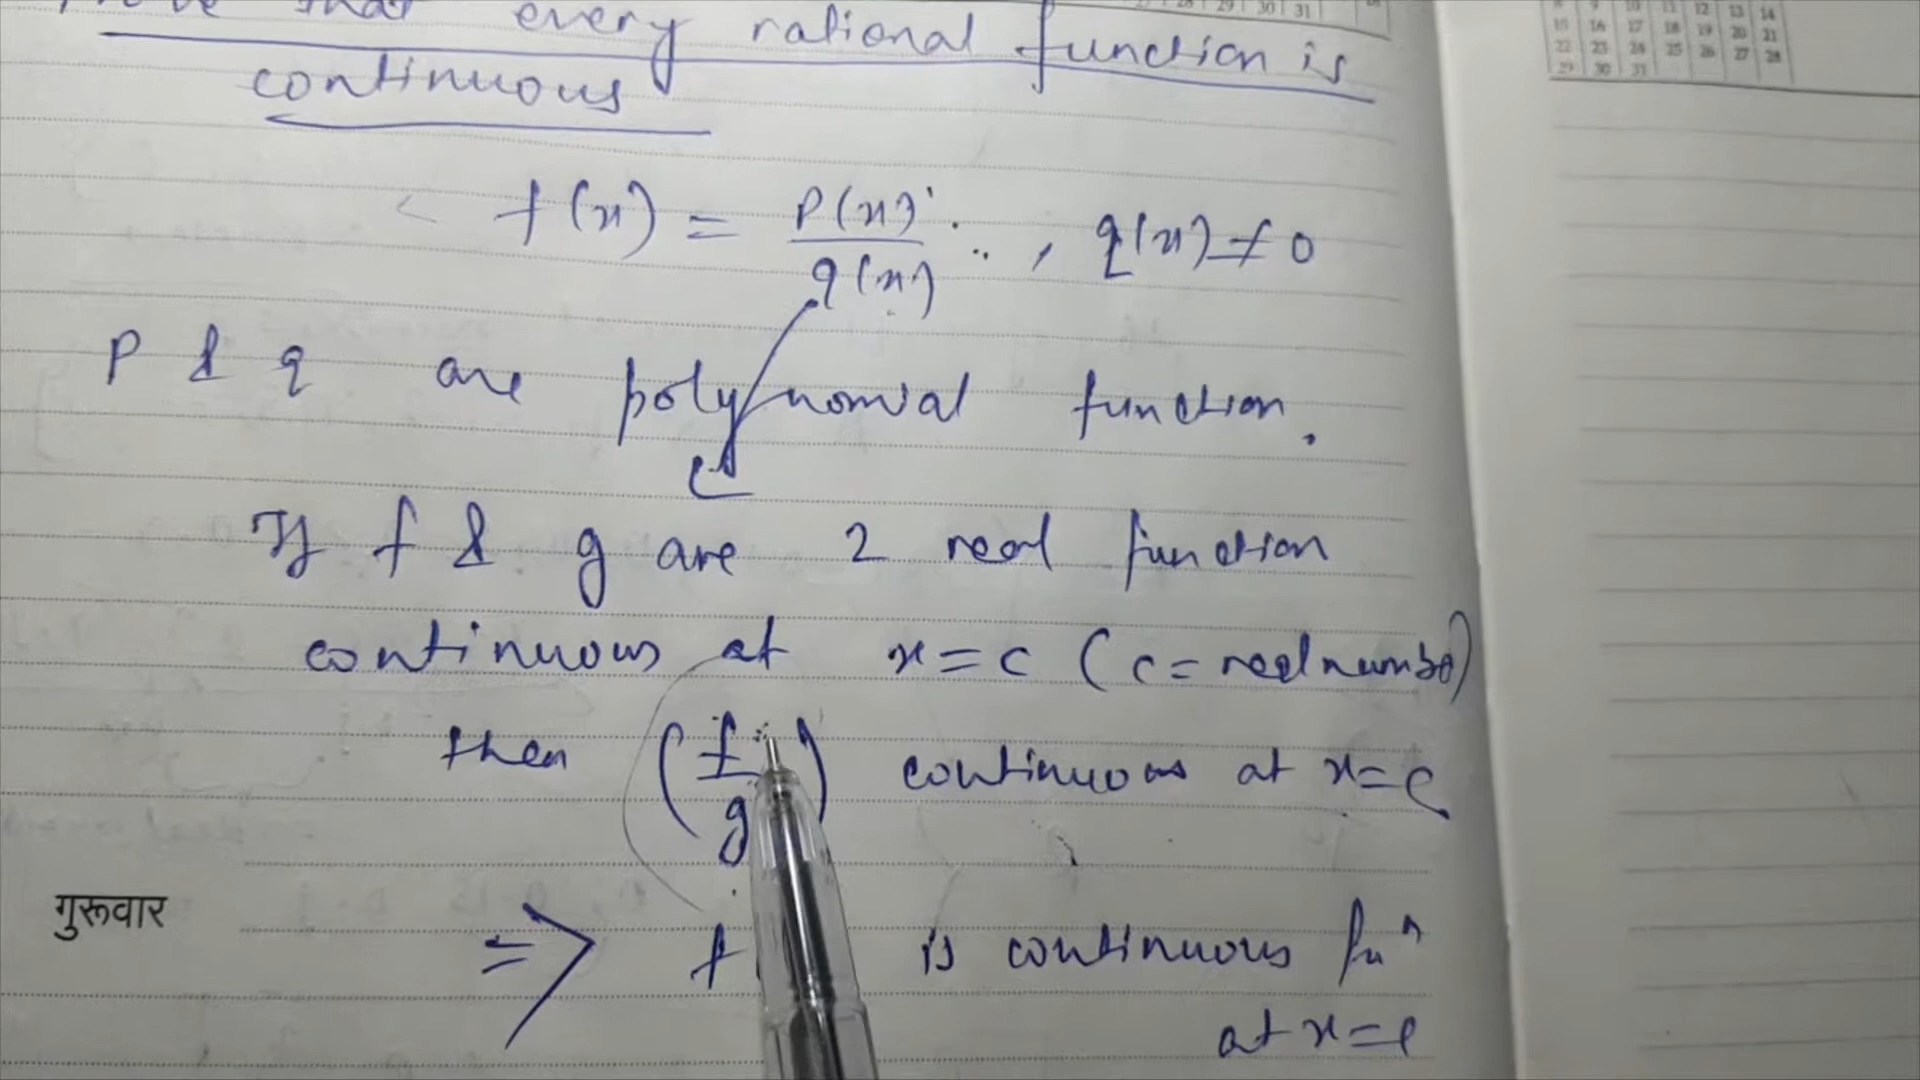 that every rational function is
continuous
f(x) = P(x) / q(x) , q(x) ≠ 0
P & q are polynomial function.
If f & g are 2 real function
continuous at x = c (c = real number)
then (f/g) continuous at x = c
गुरूवार
⇒ f is continuous fn
at x = c